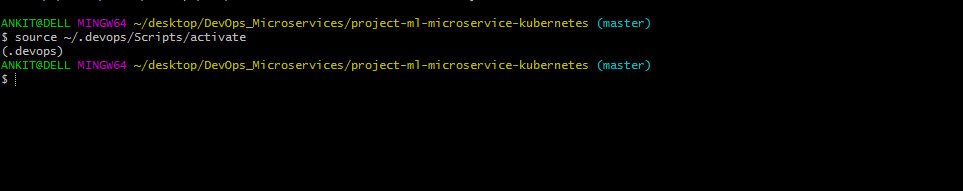 ANKIT@DELL MINGW64 ~/desktop/DevOps_Microservices/project-ml-microservice-kubernetes (master)
$ source ~/.devops/Scripts/activate
(.devops)
ANKIT@DELL MINGW64 ~/desktop/DevOps_Microservices/project-ml-microservice-kubernetes (master)
$